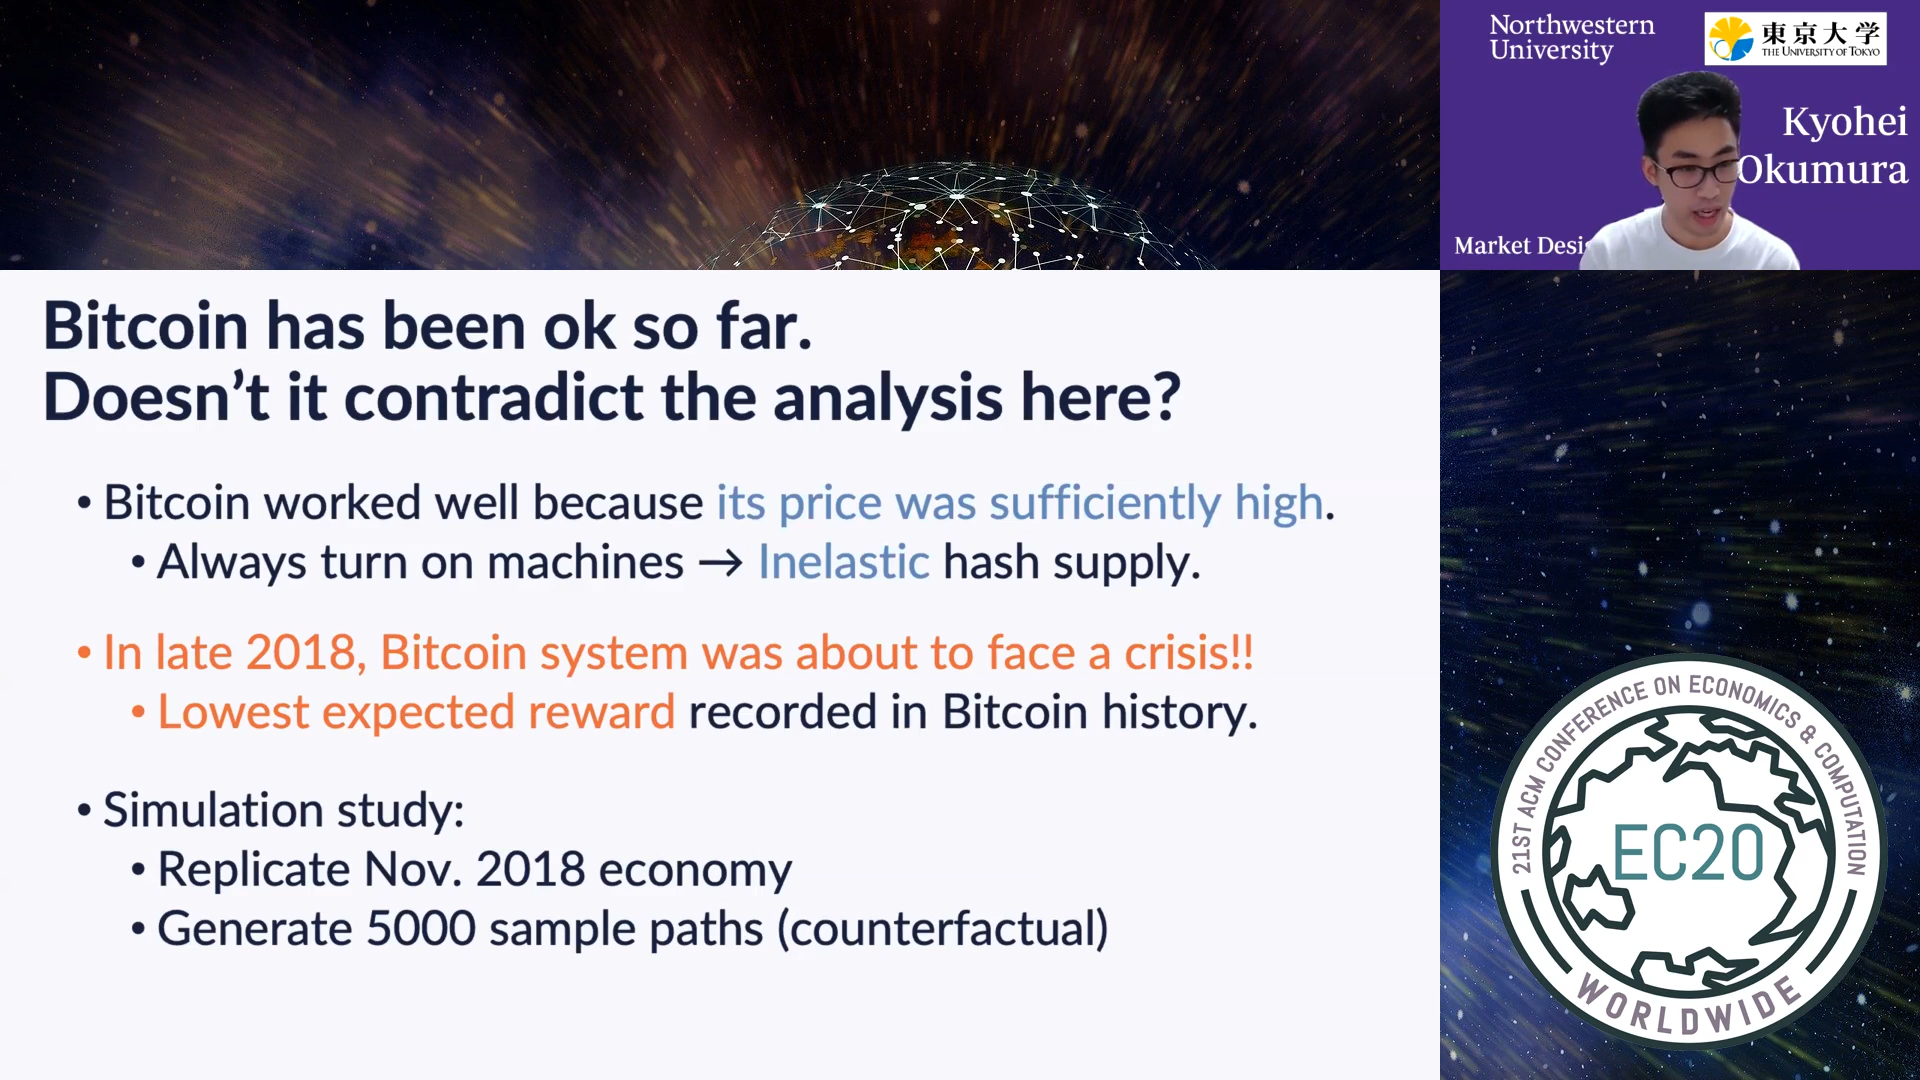 Northwestern
University
東京大学
THE UNIVERSITY OF TOKYO
Kyohei
Okumura
Market
Bitcoin has been ok so far.
Doesn’t it contradict the analysis here?
• Bitcoin worked well because its price was sufficiently high.
• Always turn on machines → Inelastic hash supply.
• In late 2018, Bitcoin system was about to face a crisis!!
• Lowest expected reward recorded in Bitcoin history.
• Simulation study:
• Replicate Nov. 2018 economy
• Generate 5000 sample paths (counterfactual)
21ST ACM CONFERENCE ON ECONOMICS & COMPUTATION
EC20
WORLDWIDE